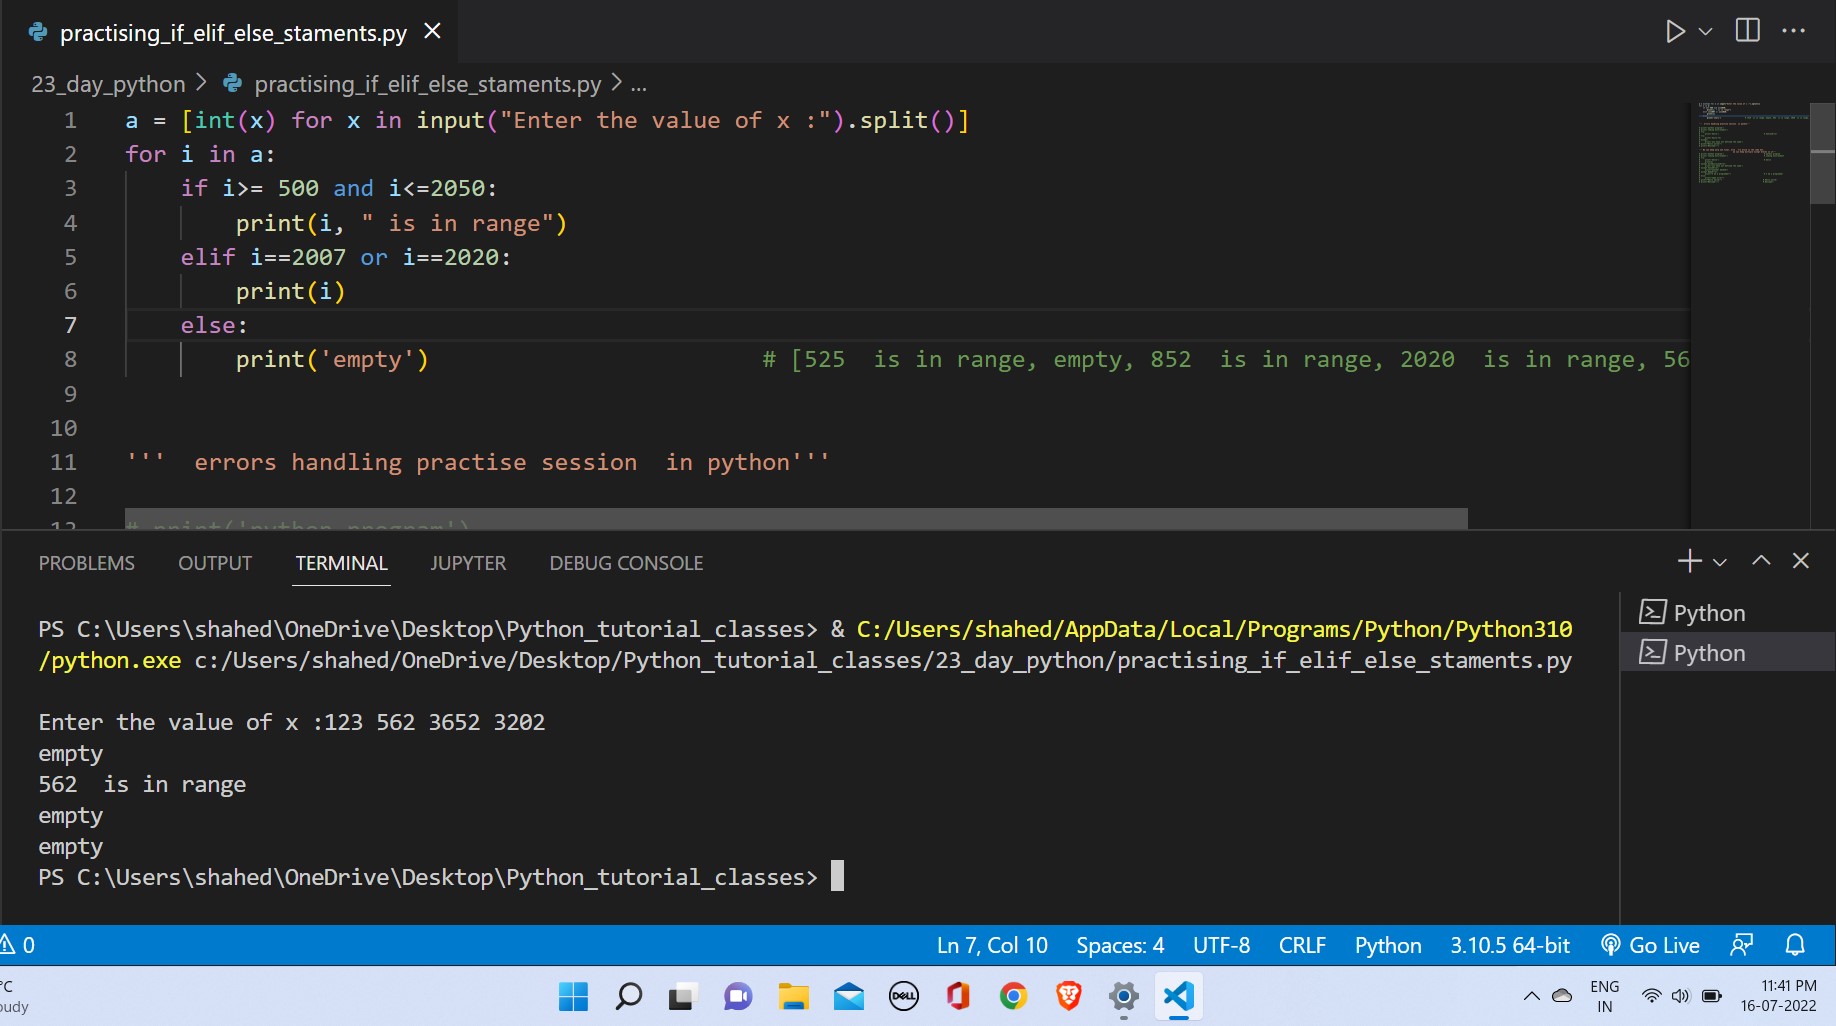 practising_if_elif_else_staments.py
23_day_python > practising_if_elif_else_staments.py > ...
1 a = [int(x) for x in input("Enter the value of x :").split()]
2 for i in a:
3 if i>= 500 and i<=2050:
4 print(i, " is in range")
5 elif i==2007 or i==2020:
6 print(i)
7 else:
8 print('empty') # [525  is in range, empty, 852  is in range, 2020  is in range, 56
9
10
11 '''  errors handling practise session  in python'''
12
13 # print('python program')
PROBLEMS OUTPUT TERMINAL JUPYTER DEBUG CONSOLE
PS C:\Users\shahed\OneDrive\Desktop\Python_tutorial_classes> & C:/Users/shahed/AppData/Local/Programs/Python/Python310
/python.exe c:/Users/shahed/OneDrive/Desktop/Python_tutorial_classes/23_day_python/practising_if_elif_else_staments.py
Enter the value of x :123 562 3652 3202
empty
562  is in range
empty
empty
PS C:\Users\shahed\OneDrive\Desktop\Python_tutorial_classes>
Python
Python
0 Ln 7, Col 10 Spaces: 4 UTF-8 CRLF Python 3.10.5 64-bit Go Live
°C
oudy
DELL
ENG
IN
11:41 PM
16-07-2022